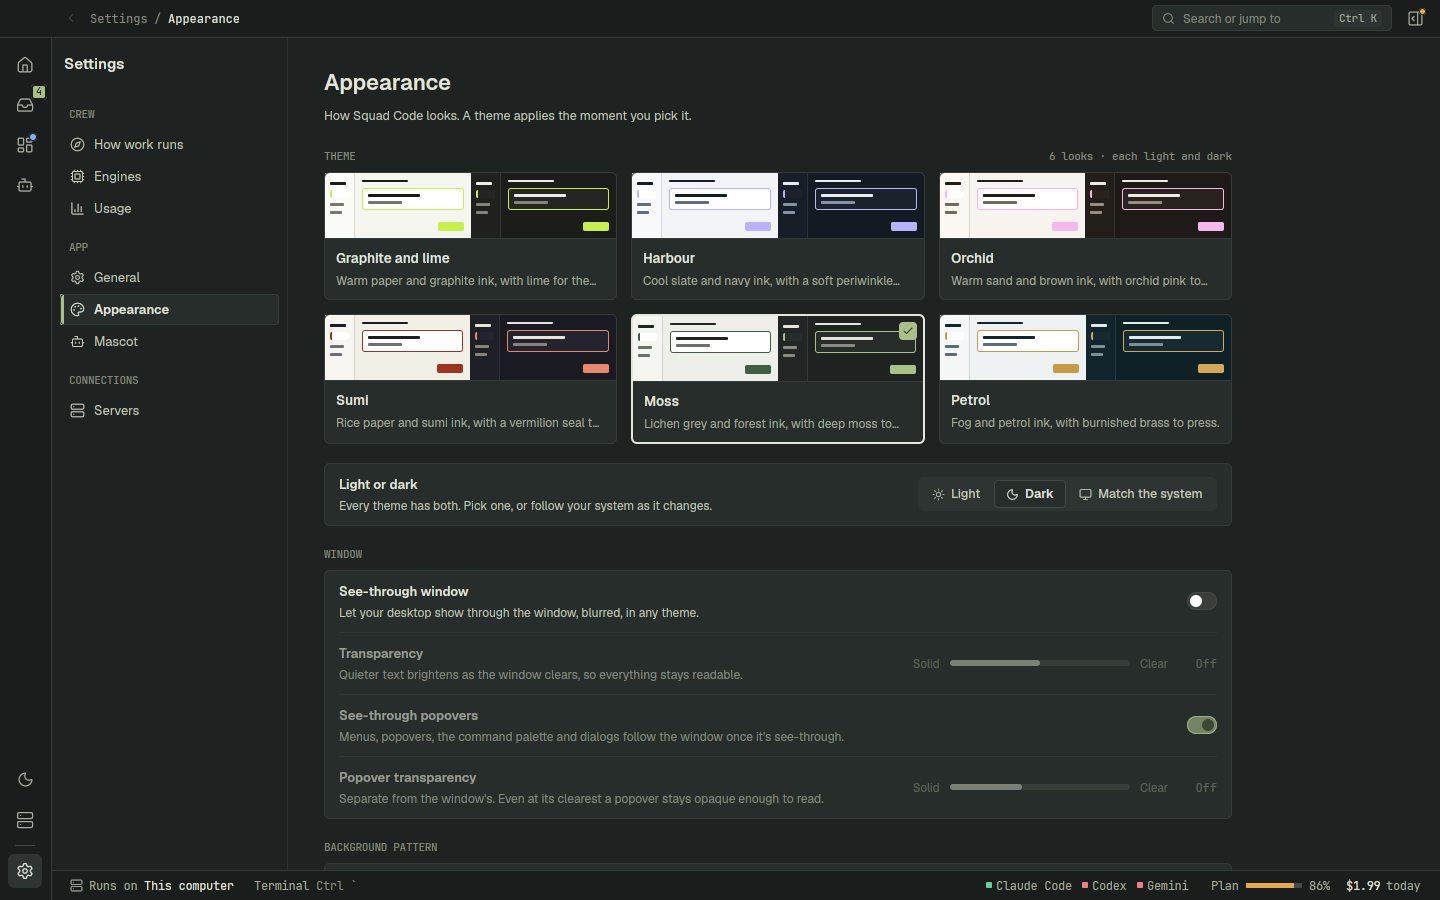 Settings / Appearance
Search or jump to
Ctrl K
Settings
4
CREW
How work runs
Engines
Usage
APP
General
Appearance
Mascot
CONNECTIONS
Servers
Appearance
How Squad Code looks. A theme applies the moment you pick it.
THEME
6 looks · each light and dark
Graphite and lime
Warm paper and graphite ink, with lime for the…
Harbour
Cool slate and navy ink, with a soft periwinkle…
Orchid
Warm sand and brown ink, with orchid pink to…
Sumi
Rice paper and sumi ink, with a vermilion seal t…
Moss
Lichen grey and forest ink, with deep moss to…
Petrol
Fog and petrol ink, with burnished brass to press.
Light or dark
Every theme has both. Pick one, or follow your system as it changes.
Light
Dark
Match the system
WINDOW
See-through window
Let your desktop show through the window, blurred, in any theme.
Transparency
Quieter text brightens as the window clears, so everything stays readable.
Solid
Clear
Off
See-through popovers
Menus, popovers, the command palette and dialogs follow the window once it's see-through.
Popover transparency
Separate from the window's. Even at its clearest a popover stays opaque enough to read.
Solid
Clear
Off
BACKGROUND PATTERN
Runs on This computer
Terminal Ctrl `
Claude Code
Codex
Gemini
Plan
86%
$1.99 today